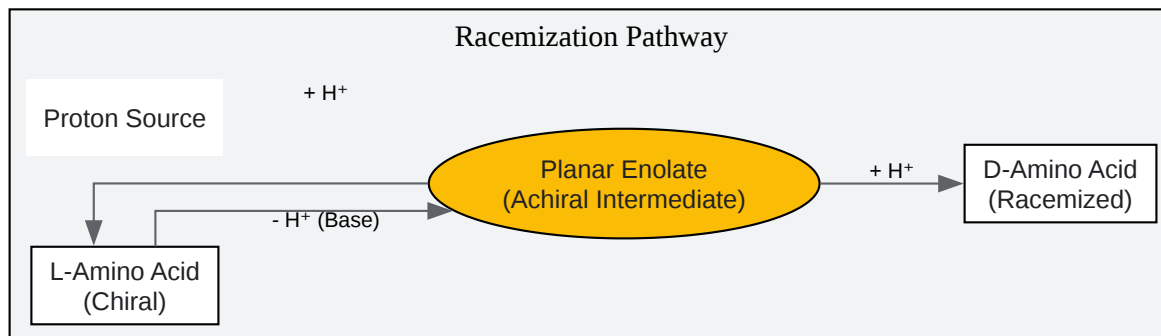 Racemization Pathway
+ H⁺
Proton Source
Planar Enolate
(Achiral Intermediate)
+ H⁺
D-Amino Acid
(Racemized)
- H⁺ (Base)
L-Amino Acid
(Chiral)